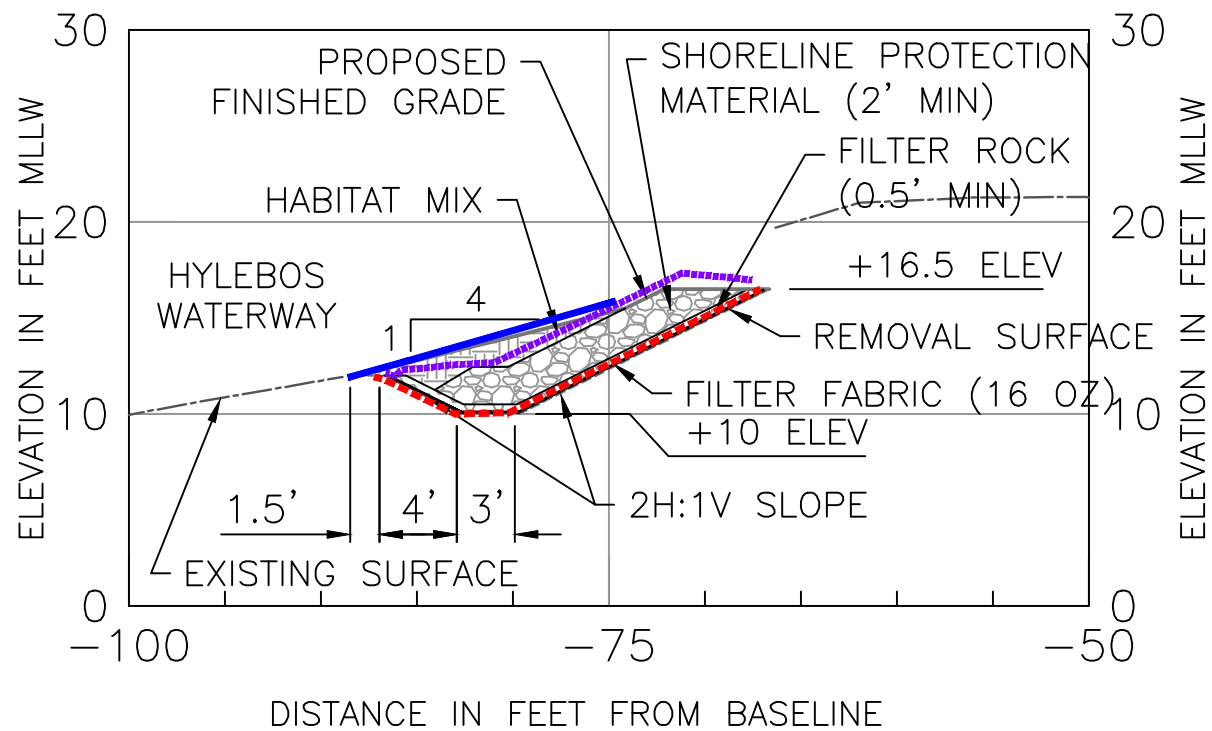 30
30
PROPOSED
FINISHED GRADE
SHORELINE PROTECTION
MATERIAL (2' MIN)
FILTER ROCK
(0.5' MIN)
HABITAT MIX
20
20
HYLEBOS
WATERWAY
+16.5 ELEV
4
1
REMOVAL SURFACE
FILTER FABRIC (16 OZ)
10
10
+10 ELEV
1.5'
4'
3'
2H:1V SLOPE
EXISTING SURFACE
0
0
-100
-75
-50
ELEVATION IN FEET MLLW
ELEVATION IN FEET MLLW
DISTANCE IN FEET FROM BASELINE